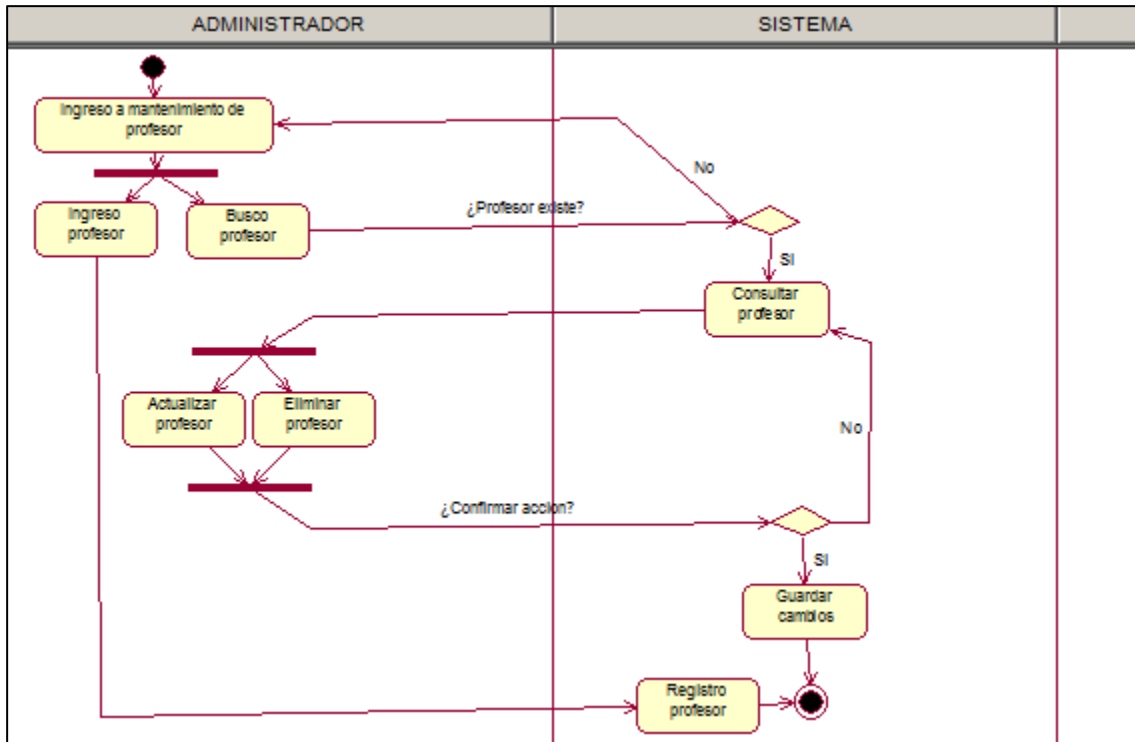 ADMINISTRADOR
SISTEMA
Ingreso a mantenimiento de
profesor
No
Ingreso
profesor
Busco
profesor
¿Profesor existe?
SI
Consultar
profesor
Actualizar
profesor
Eliminar
profesor
No
¿Confirmar accion?
SI
Guardar
cambios
Registro
profesor